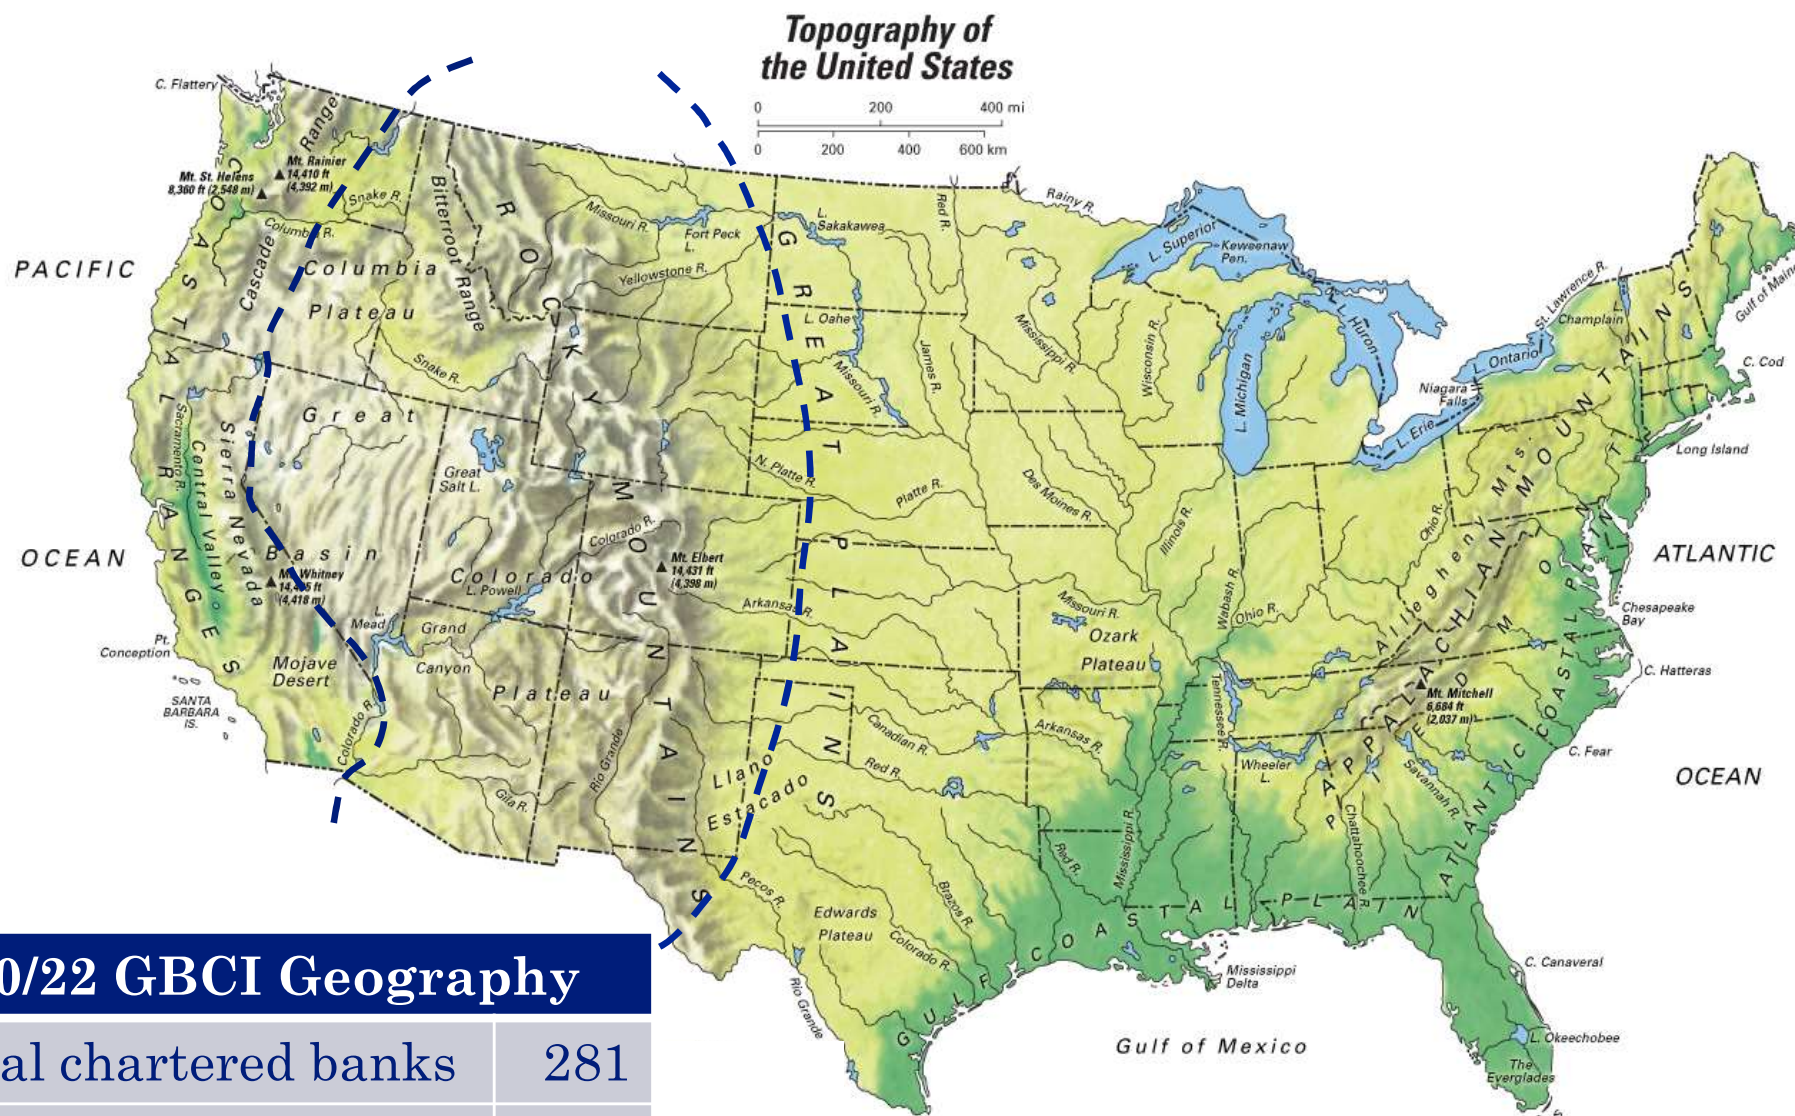 Topography of
the United States
0 200 400 mi
0 200 400 600 km
C. Flattery
Range
Mt. Rainier
14,410 ft
(4,392 m)
Mt. St. Helens
8,360 ft (2,548 m)
Snake R.
Columbia R.
Cascade
Bitterroot Range
ROCKY MOUNTAINS
Missouri R.
Fort Peck
L.
Yellowstone R.
L.
Sakakawea
Red R.
Rainy R.
GREAT PLAINS
L. Superior
Keweenaw
Pen.
PACIFIC
OCEAN
COASTAL RANGES
Columbia
Plateau
Snake R.
L. Oahe
Missouri R.
James R.
Mississippi R.
Wisconsin R.
L. Michigan
L. Huron
St. Lawrence R.
L.
Champlain
Gulf of Maine
L. Ontario
Niagara
Falls
L. Erie
C. Cod
Long Island
APPALACHIAN MOUNTAINS
Sacramento R.
Central Valley
Sierra Nevada
Great
Basin
Great
Salt L.
N. Platte R.
Platte R.
Des Moines R.
Illinois R.
Ohio R.
Allegheny Mts.
Colorado R.
Mt. Elbert
14,431 ft
(4,398 m)
Mt. Whitney
(4,418 m)
Colorado
Plateau
L. Powell
L.
Mead
Grand
Canyon
Arkansas R.
Missouri R.
Ozark
Plateau
Wabash R.
Ohio R.
ATLANTIC
OCEAN
Chesapeake
Bay
C. Hatteras
Pt.
Conception
SANTA
BARBARA
IS.
Mojave
Desert
Colorado R.
Gila R.
Rio Grande
Llano
Estacado
Canadian R.
Red R.
Arkansas R.
Tennessee R.
Mt. Mitchell
6,684 ft
(2,037 m)
PIEDMONT
C. Fear
Wheeler
L.
Savannah R.
Chattahoochee R.
ATLANTIC COASTAL PLAIN
Pecos R.
Edwards
Plateau
Brazos R.
Colorado R.
Red R.
Mississippi R.
GULF COASTAL PLAIN
Rio Grande
Mississippi
Delta
Gulf of Mexico
C. Canaveral
L. Okeechobee
The
Everglades
0/22 GBCI Geography
al chartered banks 281